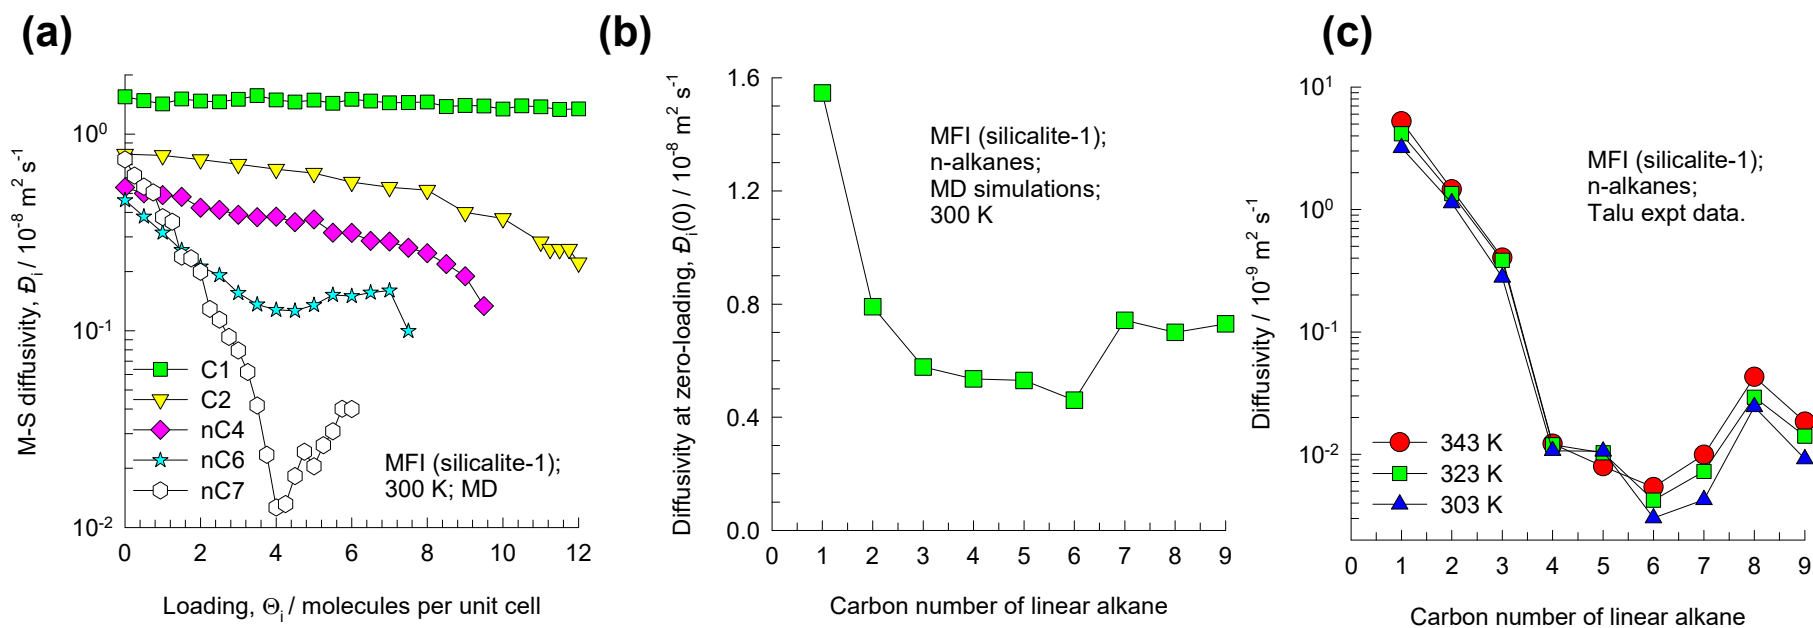 (a)
M-S diffusivity, Đi / 10-8 m2 s-1
100
10-1
10-2
C1
C2
nC4
nC6
nC7
MFI (silicalite-1);
300 K; MD
0 2 4 6 8 10 12
Loading, Θi / molecules per unit cell
(b)
Diffusivity at zero-loading, Đi(0) / 10-8 m2 s-1
1.6
1.2
0.8
0.4
0.0
MFI (silicalite-1);
n-alkanes;
MD simulations;
300 K
0 1 2 3 4 5 6 7 8 9
Carbon number of linear alkane
(c)
Diffusivity / 10-9 m2 s-1
101
100
10-1
10-2
MFI (silicalite-1);
n-alkanes;
Talu expt data.
343 K
323 K
303 K
0 1 2 3 4 5 6 7 8 9
Carbon number of linear alkane